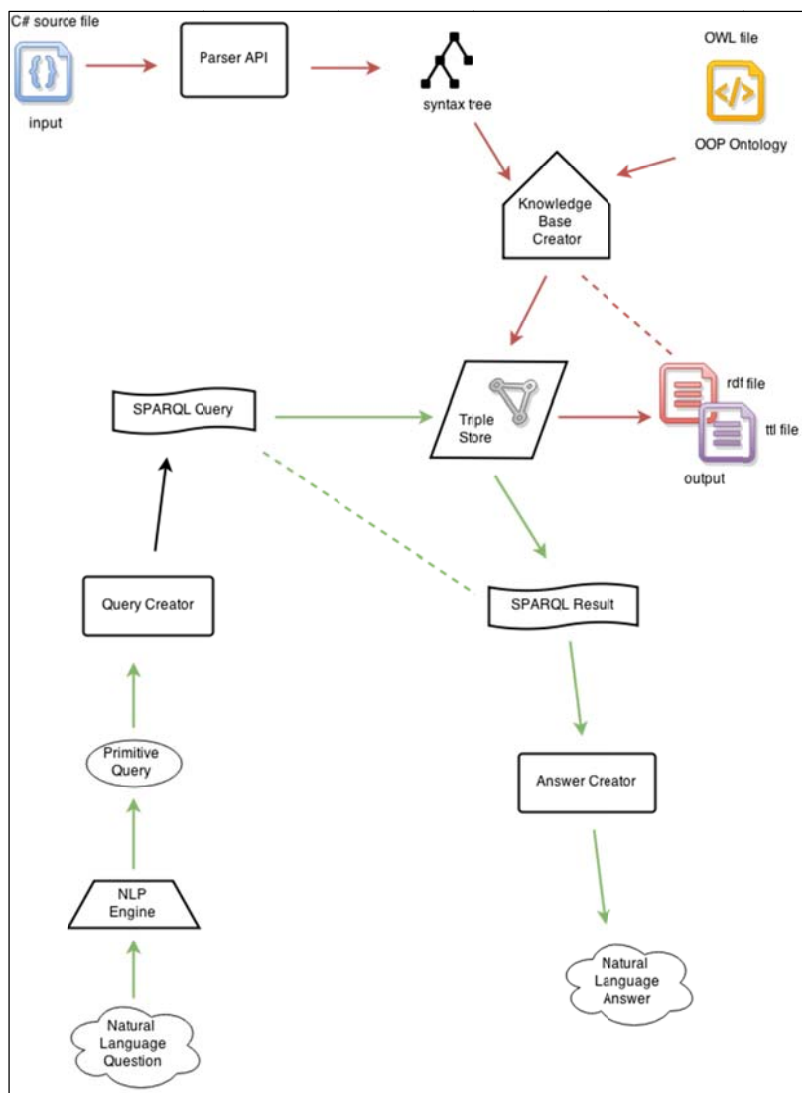 C# source file
input
Parser API
syntax tree
OWL file
OOP Ontology
Knowledge
Base
Creator
SPARQL Query
Triple
Store
rdf file
ttl file
output
Query Creator
SPARQL Result
Primitive
Query
Answer Creator
NLP
Engine
Natural
Language
Answer
Natural
Language
Question